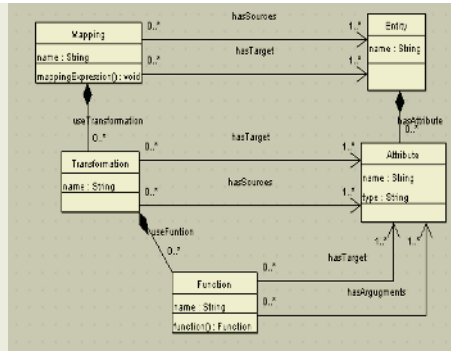 hasSources
Mapping
0..*
1..*
Entity
name : String
name : String
hasTarget
mappingExpression() : void
0..*
1..*
useTransformation
hasAttribute
0..*
0..*
hasTarget
0..*
1..*
Transformation
Attribute
name : String
hasSources
name : String
0..*
1..*
type : String
useFuntion
0..*
1..*
1..*
hasTarget
0..*
Function
hasArgugments
name : String
0..*
function() : Function